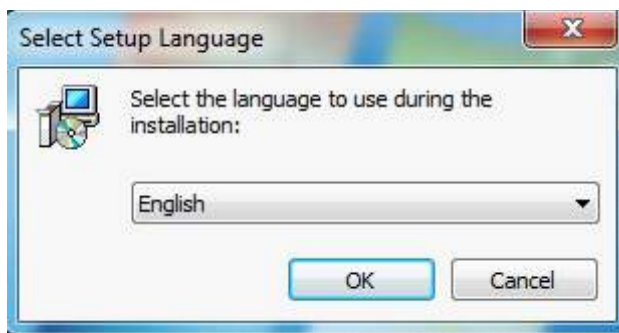 Select Setup Language
Select the language to use during the
installation:
English
OK
Cancel